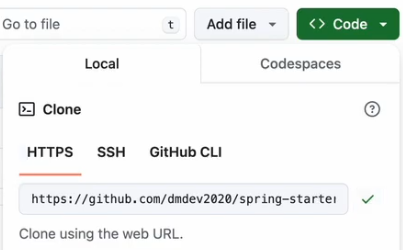 Go to file t Add file <> Code
Local Codespaces
Clone ?
HTTPS SSH GitHub CLI
https://github.com/dmdev2020/spring-starter
Clone using the web URL.